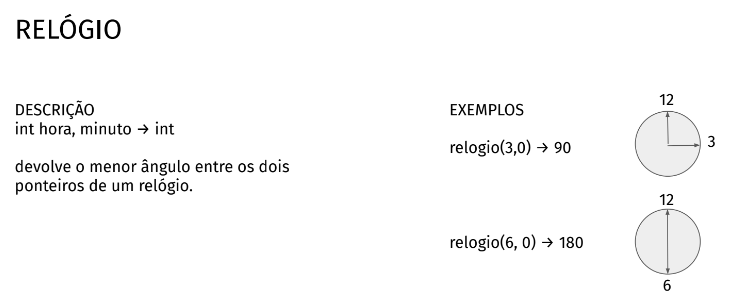 RELÓGIO
DESCRIÇÃO
int hora, minuto → int
devolve o menor ângulo entre os dois
ponteiros de um relógio.
EXEMPLOS
relogio(3,0) → 90
12
3
relogio(6, 0) → 180
12
6